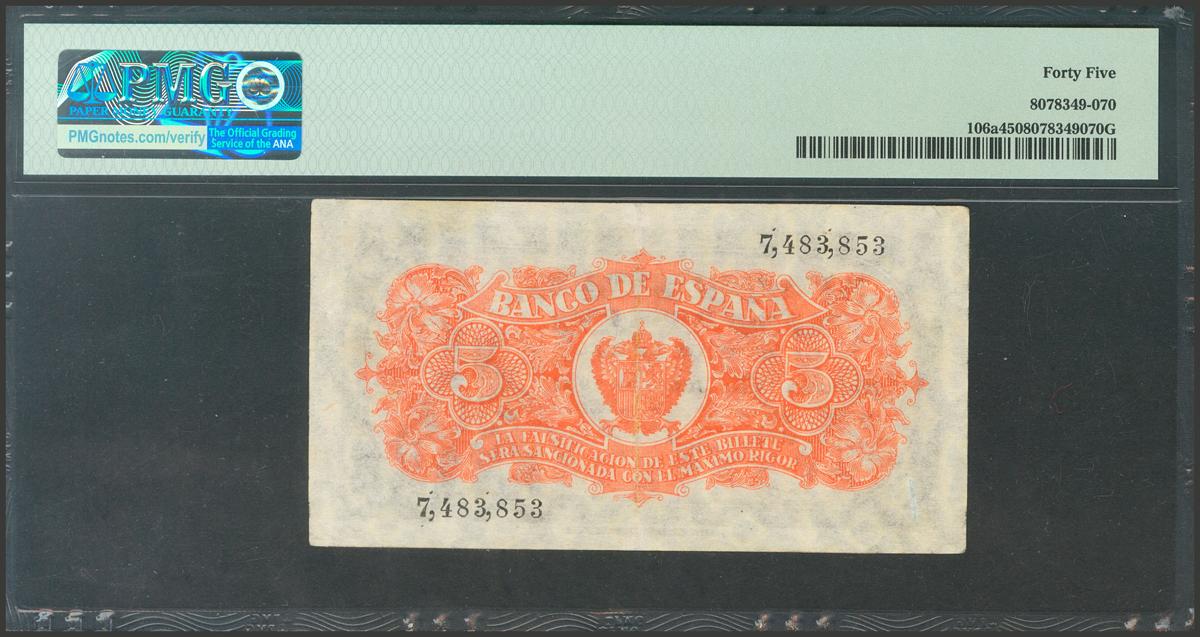 PMG
PAPER MONEY GUARANTY
PMGnotes.com/verify
The Official Grading
Service of the ANA
Forty Five
8078349-070
106a4508078349070G
7,483,853
BANCO DE ESPAÑA
5
5
LA FALSIFICACION DE ESTE BILLETE
SERA SANCIONADA CON EL MAXIMO RIGOR
7,483,853